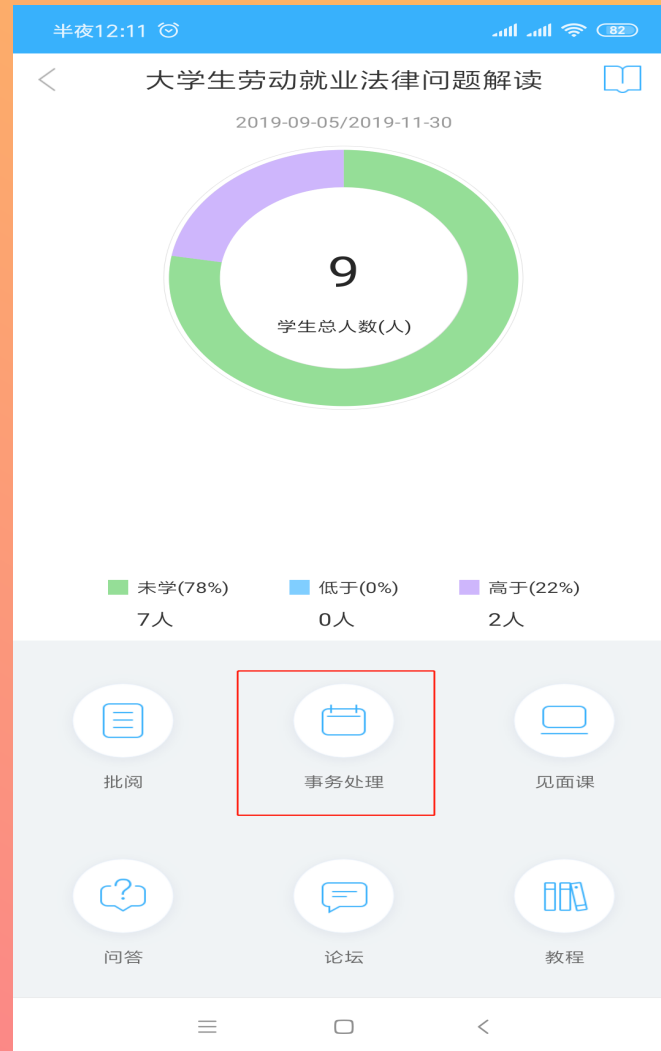 半夜12:11
82
大学生劳动就业法律问题解读
2019-09-05/2019-11-30
9
学生总人数(人)
未学(78%) 低于(0%) 高于(22%)
7人 0人 2人
批阅 事务处理 见面课
问答 论坛 教程